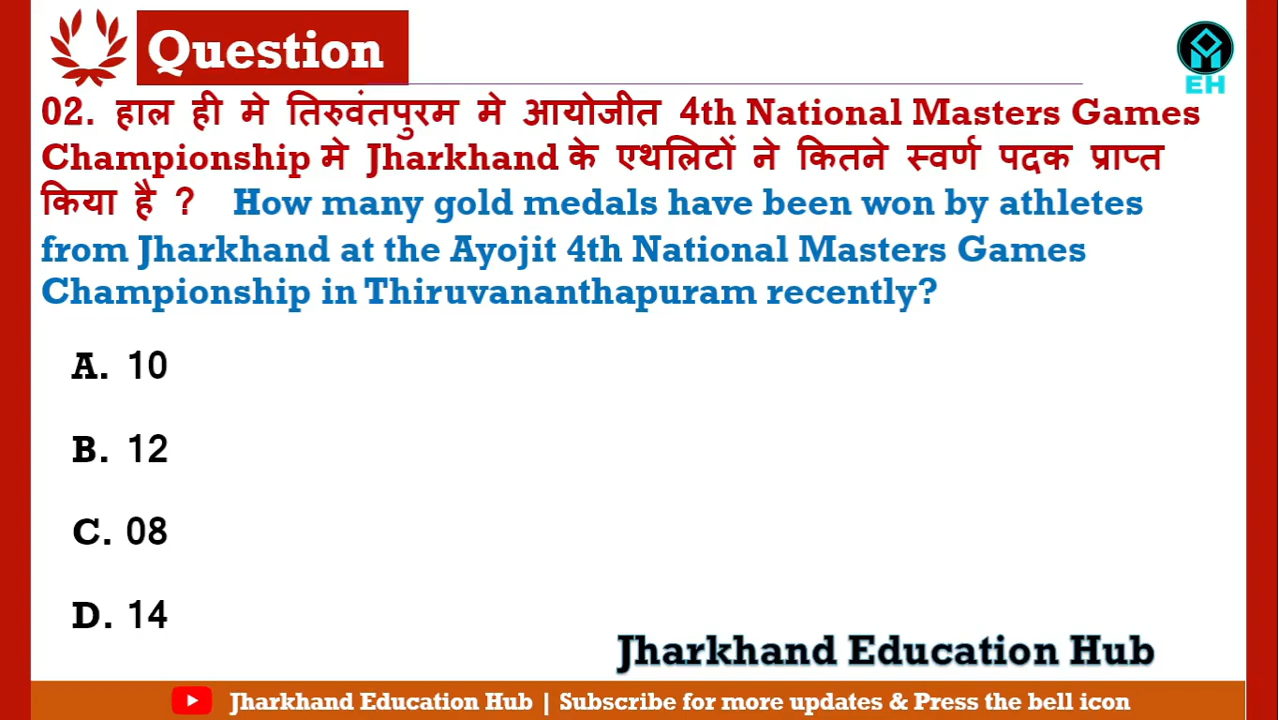 Question
EH
02. हाल ही मे तिरुवंतपुरम मे आयोजीत 4th National Masters Games
Championship मे Jharkhand के एथलिटों ने कितने स्वर्ण पदक प्राप्त
किया है ? How many gold medals have been won by athletes
from Jharkhand at the Ayojit 4th National Masters Games
Championship in Thiruvananthapuram recently?
A. 10
B. 12
C. 08
D. 14
Jharkhand Education Hub
Jharkhand Education Hub | Subscribe for more updates & Press the bell icon